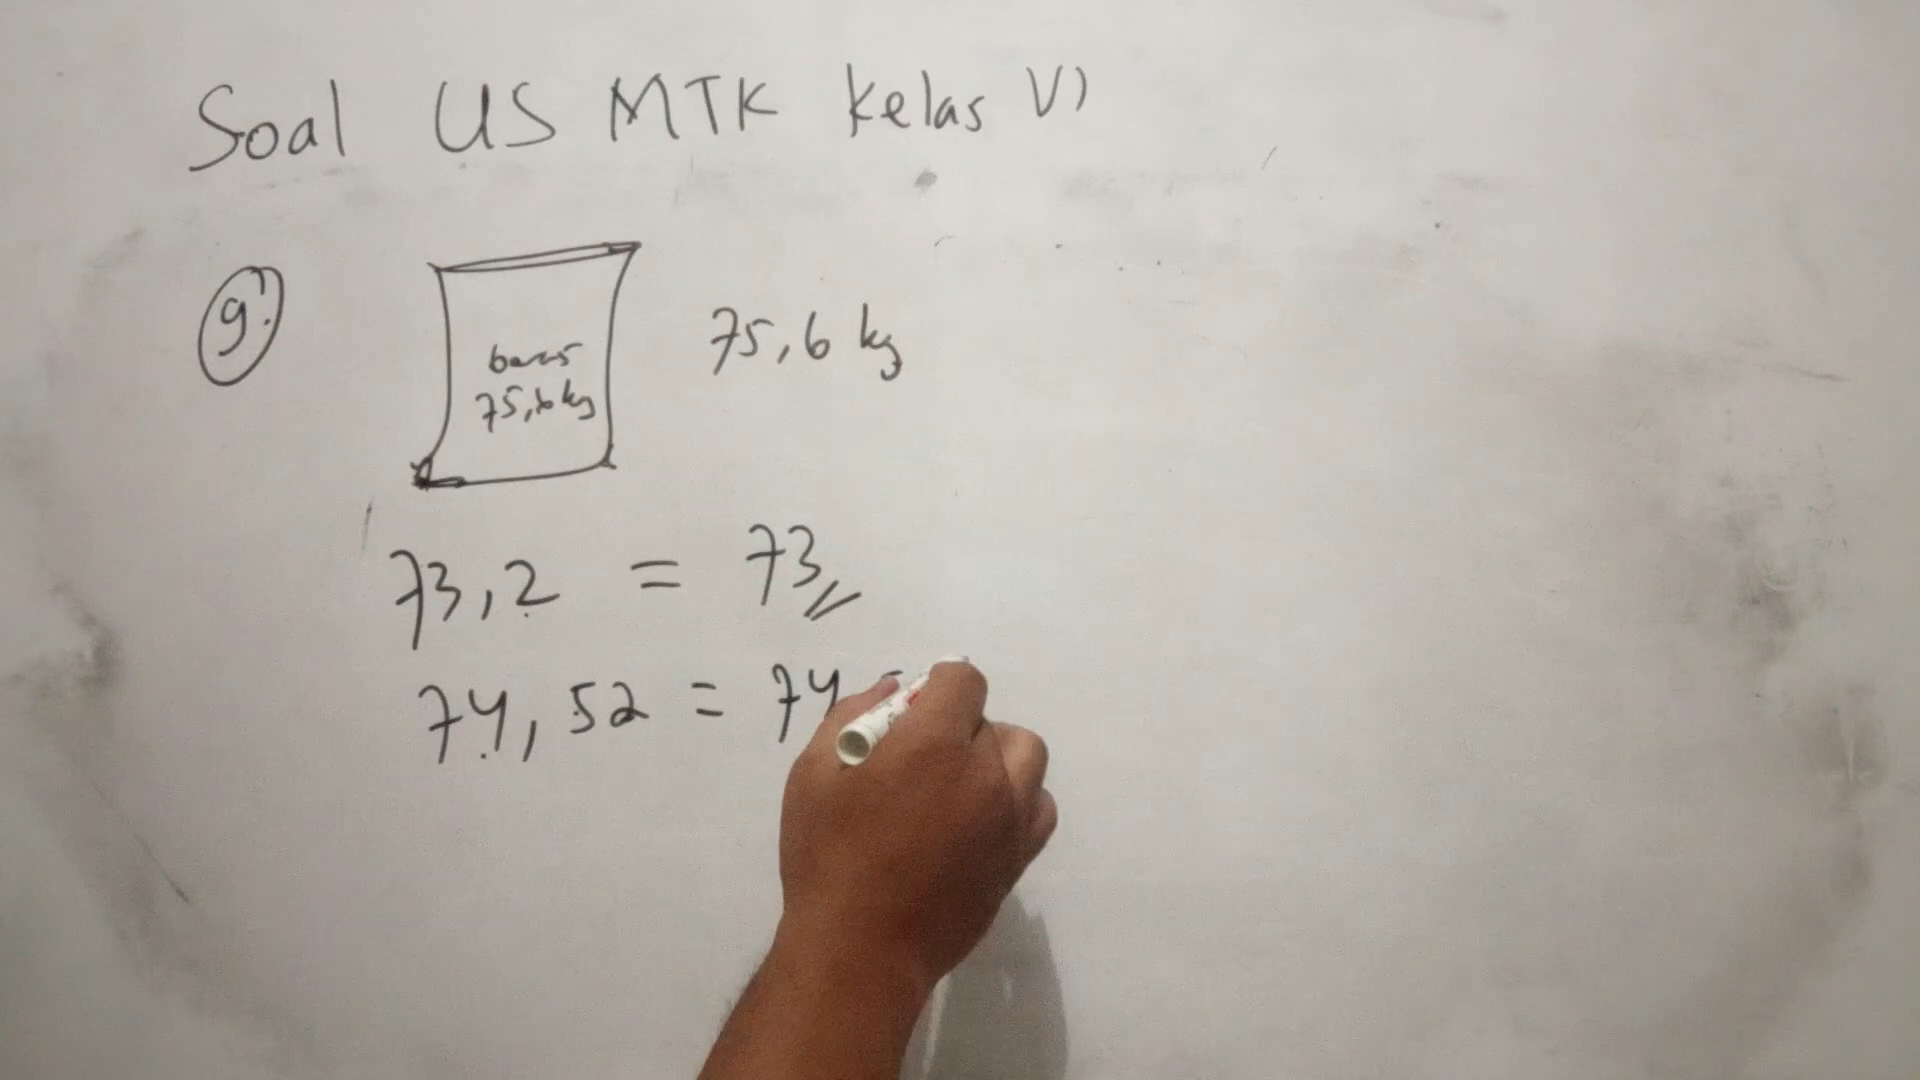 Soal US MTK Kelas VI
9.
beras
75,6 kg
75,6 kg
73,2 = 73
74,52 = 74